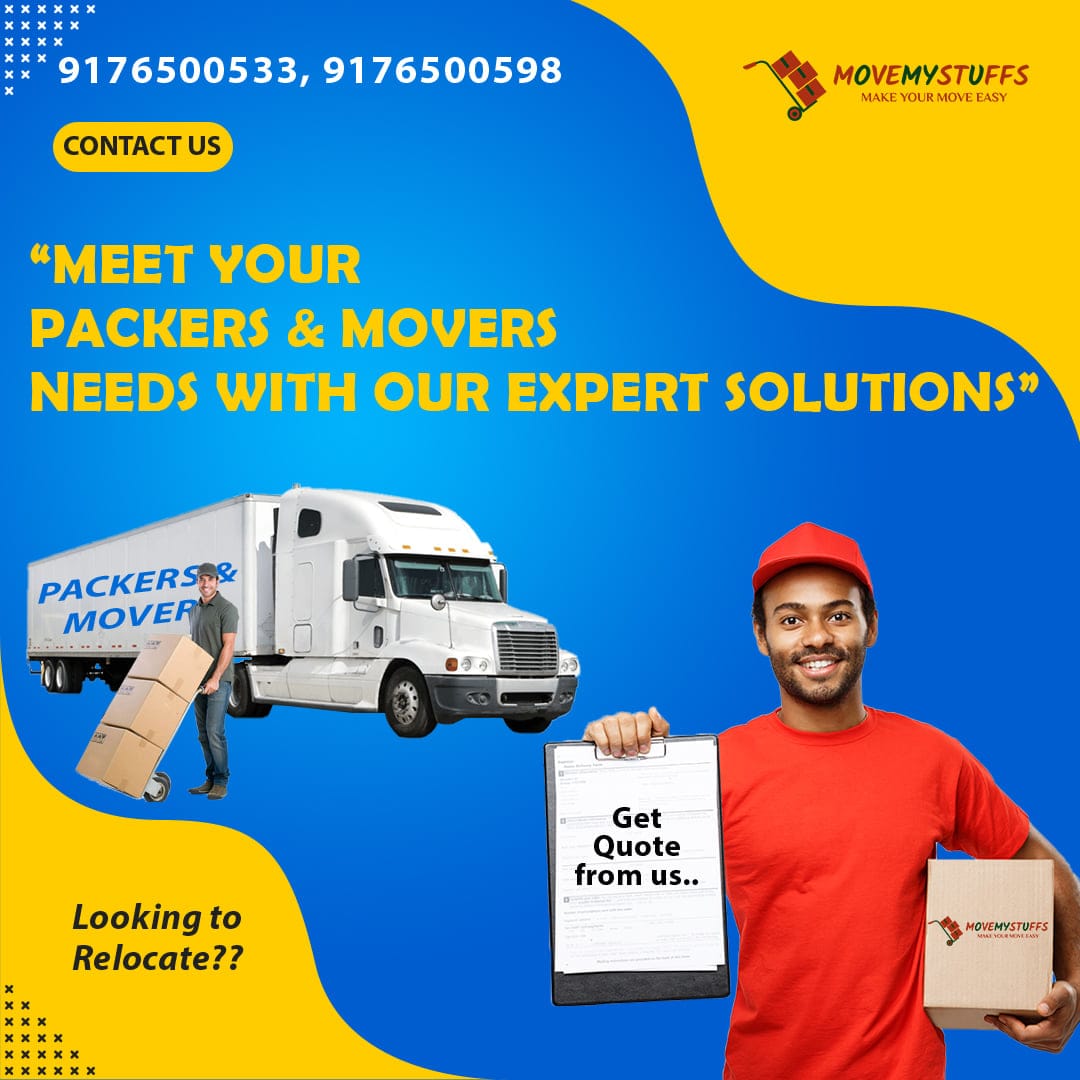 9176500533, 9176500598
MOVEMYSTUFFS
MAKE YOUR MOVE EASY
CONTACT US
“MEET YOUR
PACKERS & MOVERS
NEEDS WITH OUR EXPERT SOLUTIONS”
PACKERS &
MOVER
Get
Quote
from us..
MOVEMYSTUFFS
MAKE YOUR MOVE EASY
Looking to
Relocate??